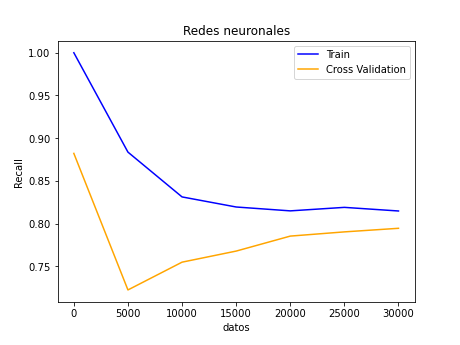 Redes neuronales
Train
Cross Validation
1.00
0.95
0.90
0.85
0.80
0.75
Recall
0 5000 10000 15000 20000 25000 30000
datos